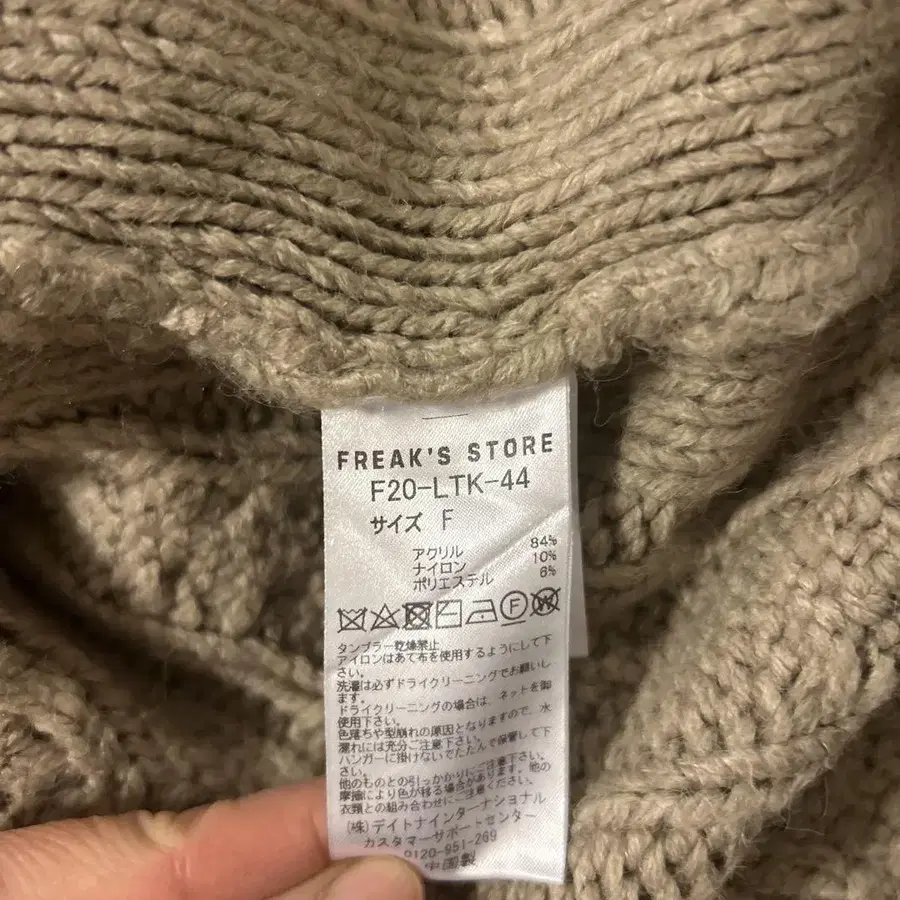 FREAK'S STORE
F20-LTK-44
サイズ F
アクリル 84%
ナイロン 10%
ポリエステル 6%
F
W
タンブラー乾燥禁止
アイロンはあて布を使用するようにして下
さい。
洗濯は必ずドライクリーニングでお願いし
ます。
ドライクリーニングの場合は、ネットを御
使用下さい。
色落ちや型崩れの原因となりますので、水
濡れには充分ご注意下さい。
ハンガーに掛けないでたたんで保管して下
さい。
他のものとの引っかかりにご注意下さい。
摩擦により色が移る場合があります。他の
衣類との組み合わせにご注意ください。
(株)デイトナインターナショナル
カスタマーサポートセンター
0120-951-269
中国製